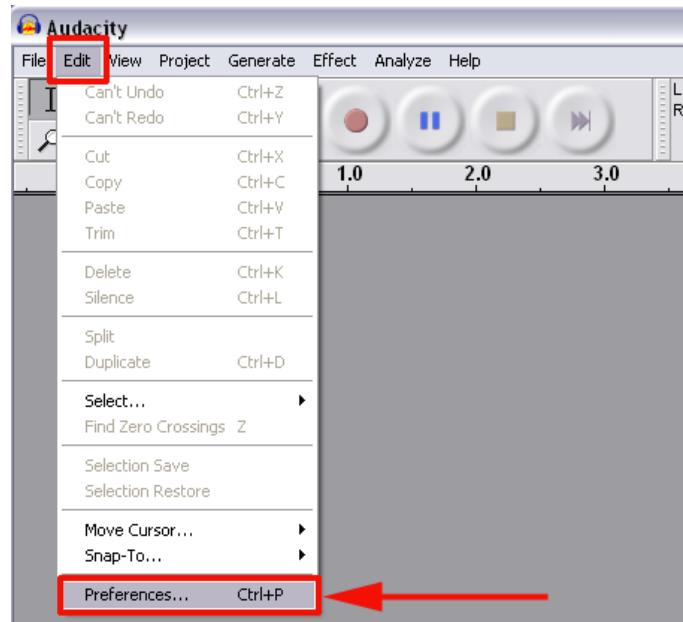 Audacity
File Edit View Project Generate Effect Analyze Help
L
R
1.0 2.0 3.0
Can't Undo Ctrl+Z
Can't Redo Ctrl+Y
Cut Ctrl+X
Copy Ctrl+C
Paste Ctrl+V
Trim Ctrl+T
Delete Ctrl+K
Silence Ctrl+L
Split
Duplicate Ctrl+D
Select...
Find Zero Crossings Z
Selection Save
Selection Restore
Move Cursor...
Snap-To...
Preferences... Ctrl+P